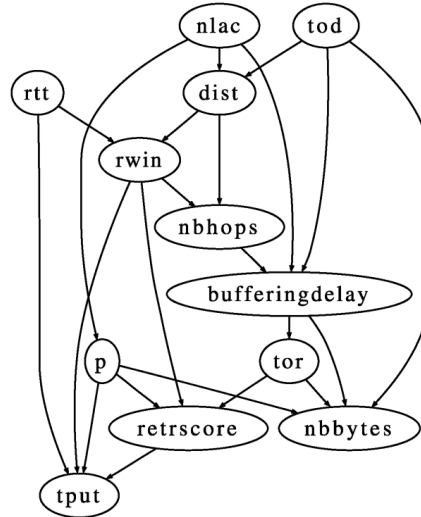 nlac
tod
rtt
dist
rwin
nbhops
bufferingdelay
p
tor
retrscore
nbbytes
tput